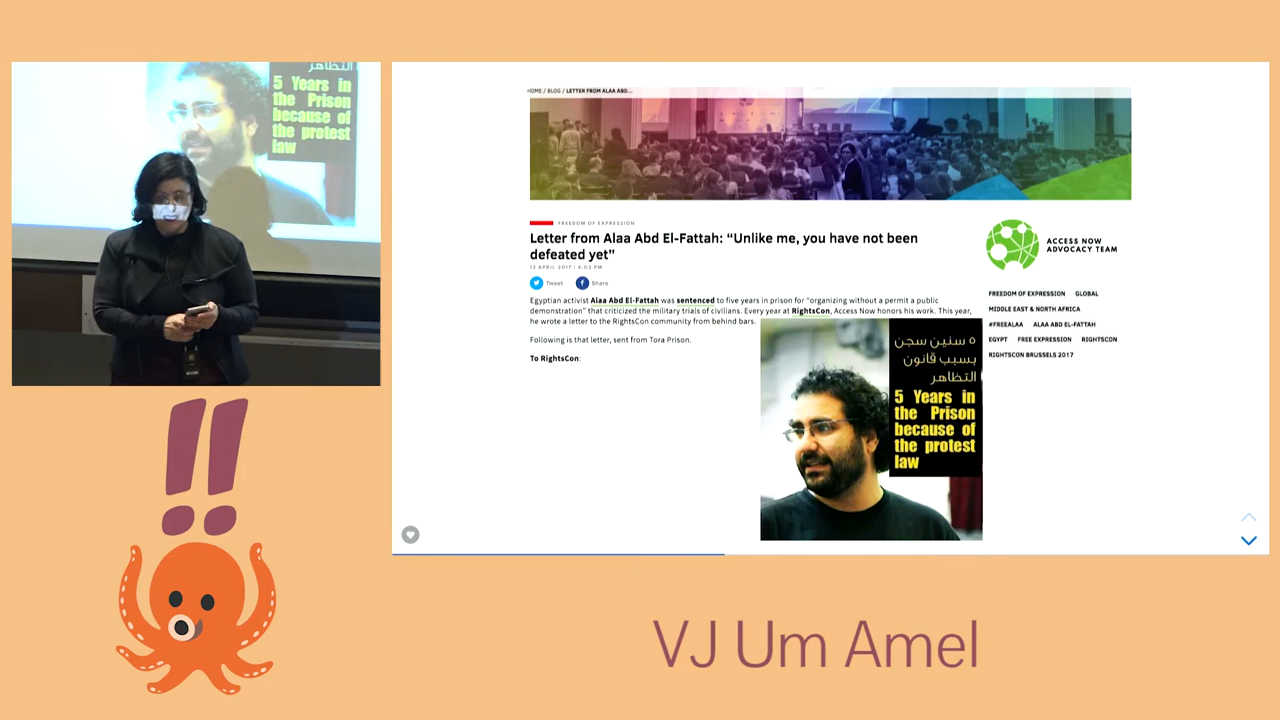 التظاهر
5 Years in
the Prison
because of
the protest
law
HOME / BLOG / LETTER FROM ALAA ABD...
FREEDOM OF EXPRESSION
Letter from Alaa Abd El-Fattah: “Unlike me, you have not been
defeated yet”
13 APRIL 2017 | 4:02 PM
Tweet Share
Egyptian activist Alaa Abd El-Fattah was sentenced to five years in prison for “organizing without a permit a public
demonstration” that criticized the military trials of civilians. Every year at RightsCon, Access Now honors his work. This year,
he wrote a letter to the RightsCon community from behind bars.
Following is that letter, sent from Tora Prison.
To RightsCon:
٥ سنين سجن
بسبب قانون
التظاهر
5 Years in
the Prison
because of
the protest
law
ACCESS NOW
ADVOCACY TEAM
FREEDOM OF EXPRESSION GLOBAL
MIDDLE EAST & NORTH AFRICA
#FREEALAA ALAA ABD EL-FATTAH
EGYPT FREE EXPRESSION RIGHTSCON
RIGHTSCON BRUSSELS 2017
!!
VJ Um Amel